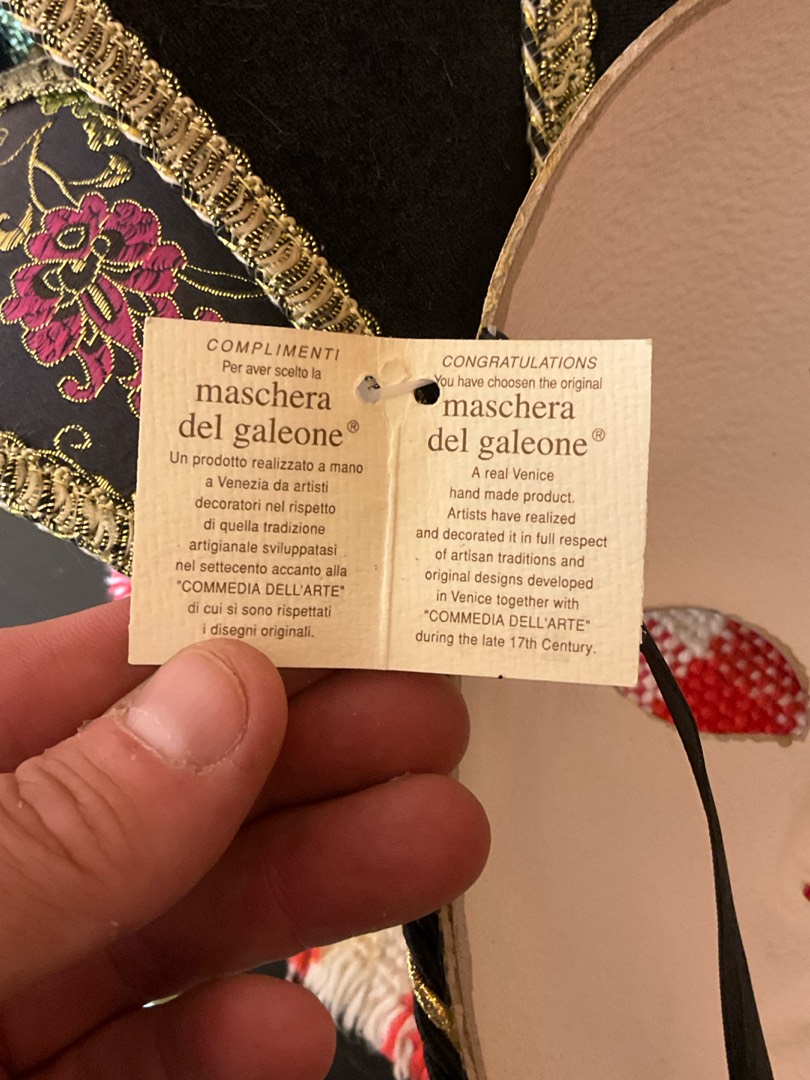 COMPLIMENTI
Per aver scelto la
maschera
del galeone®
Un prodotto realizzato a mano
a Venezia da artisti
decoratori nel rispetto
di quella tradizione
artigianale sviluppatasi
nel settecento accanto alla
"COMMEDIA DELL'ARTE"
di cui si sono rispettati
i disegni originali.
CONGRATULATIONS
You have choosen the original
maschera
del galeone®
A real Venice
hand made product.
Artists have realized
and decorated it in full respect
of artisan traditions and
original designs developed
in Venice together with
"COMMEDIA DELL'ARTE"
during the late 17th Century.